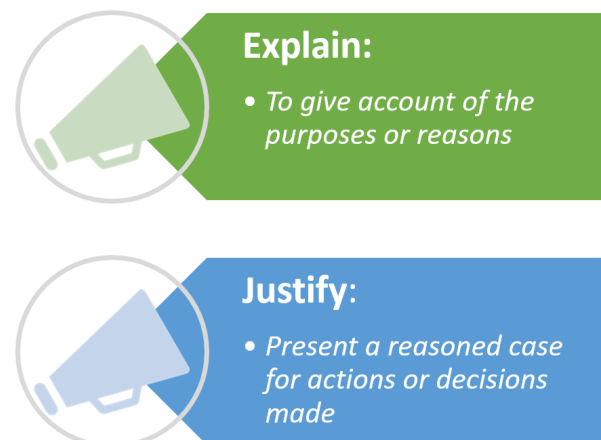 Explain:
• To give account of the
purposes or reasons
Justify:
• Present a reasoned case
for actions or decisions
made